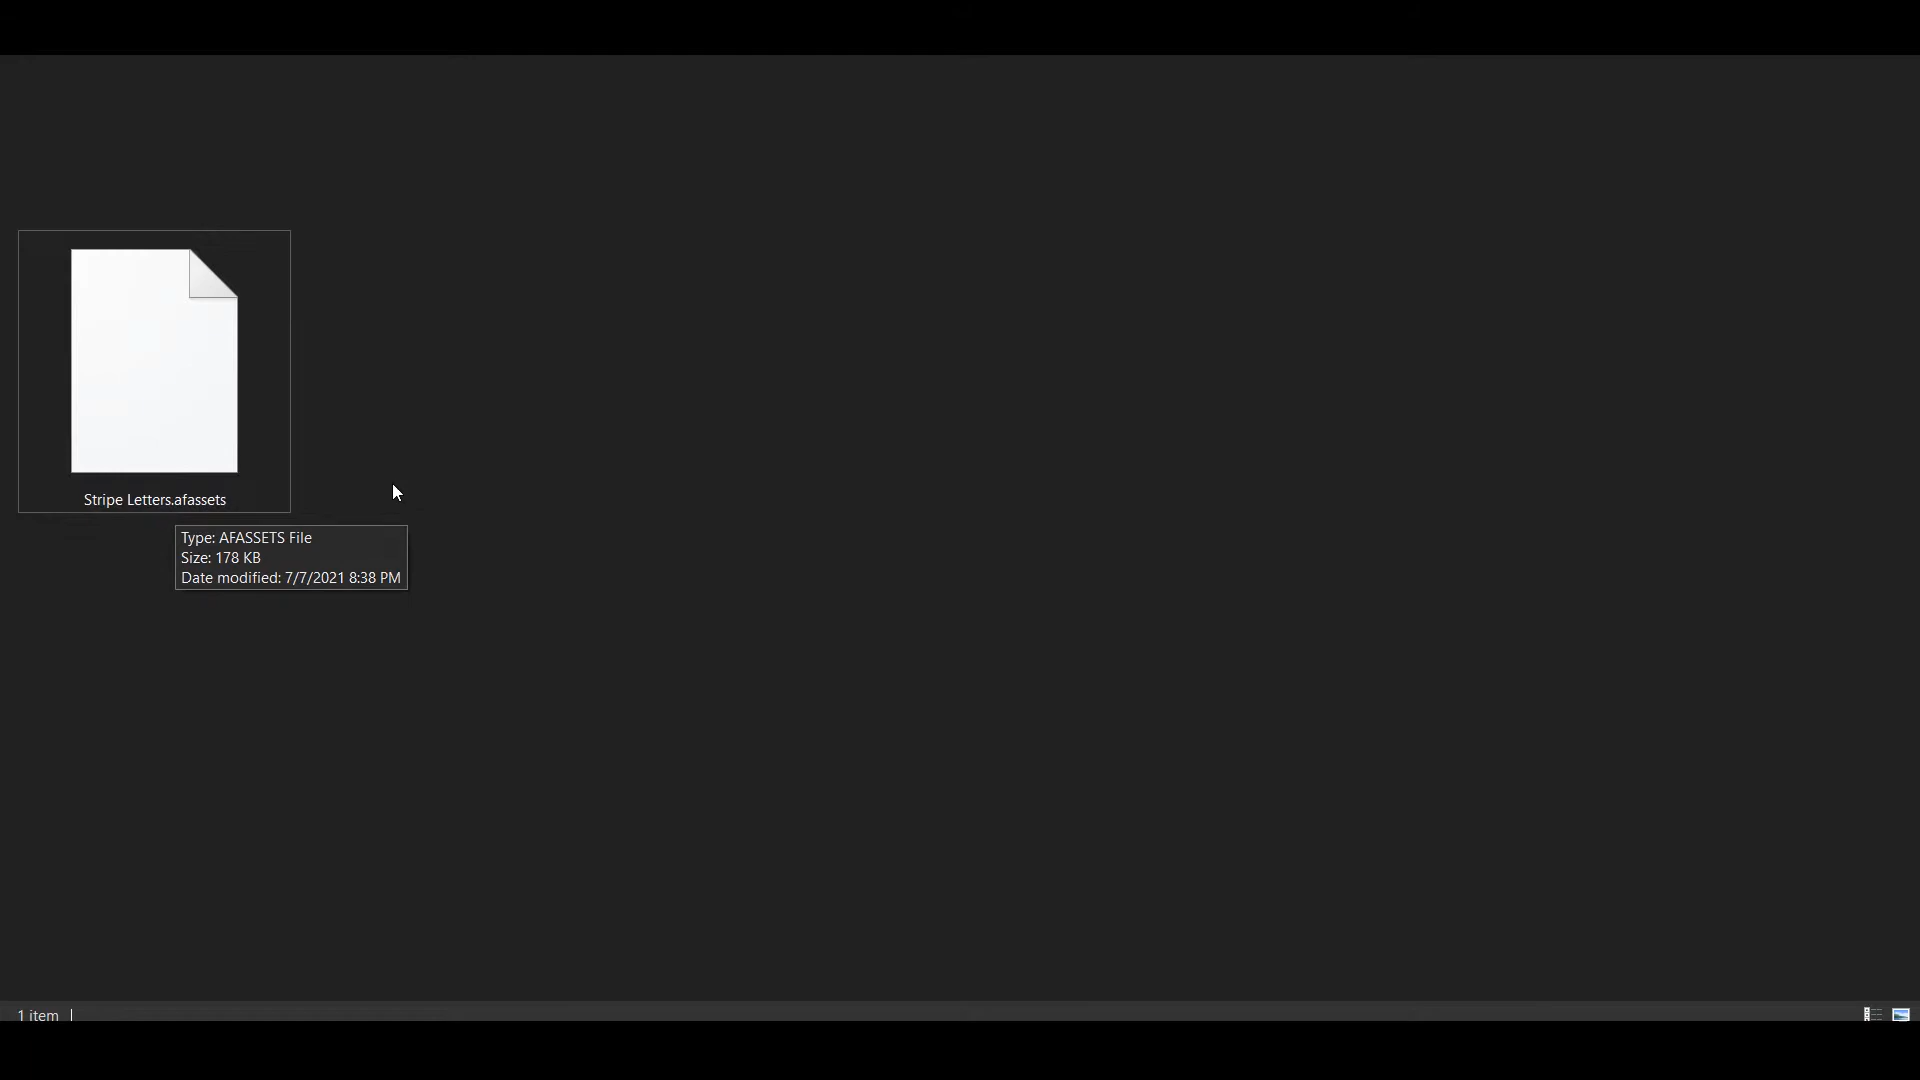 Stripe Letters.afassets
Type: AFASSETS File
Size: 178 KB
Date modified: 7/7/2021 8:38 PM
1 item